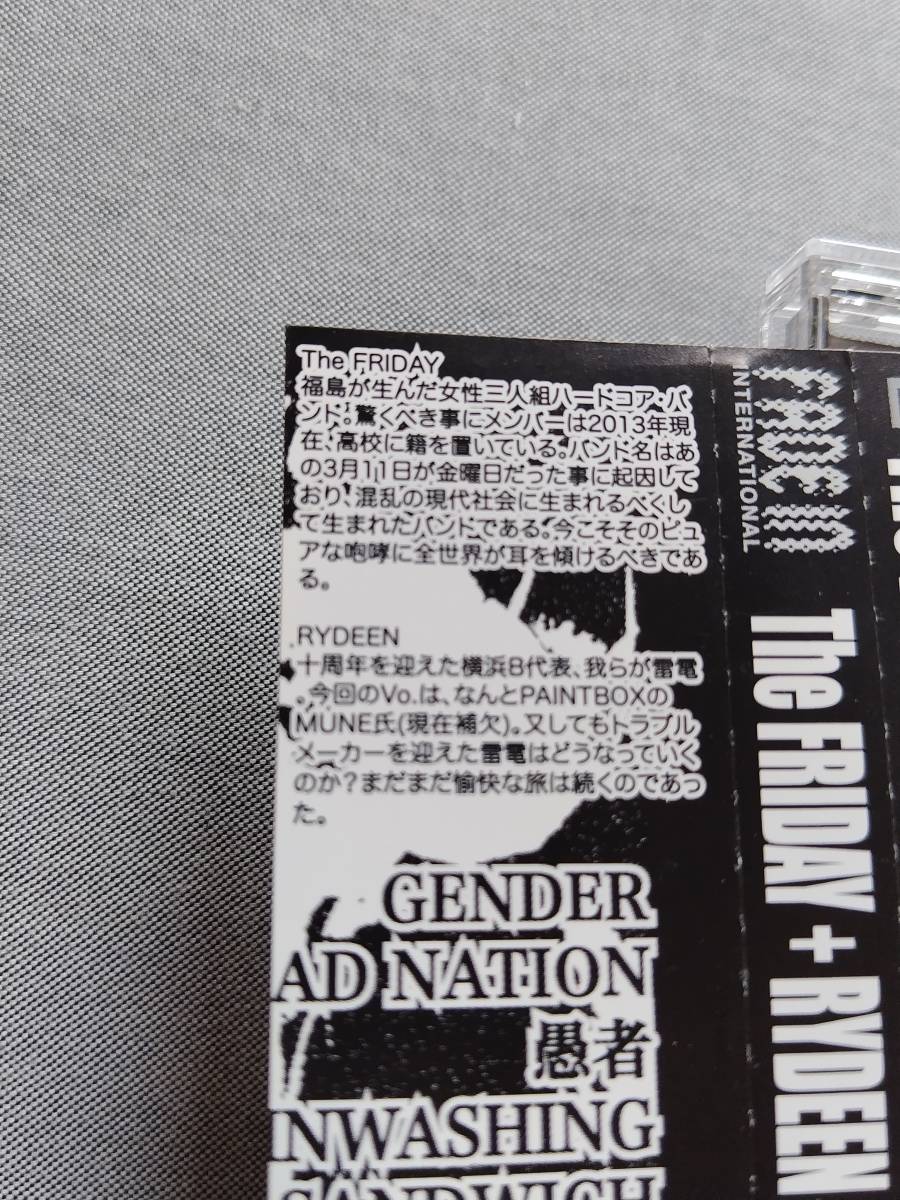 The FRIDAY
福島が生んだ女性三人組ハードコア・バ
ンド。驚くべき事にメンバーは2013年現
在、高校に籍を置いている。バンド名はあ
の3月11日が金曜日だった事に起因して
おり、混乱の現代社会に生まれるべくし
て生まれたバンドである。今こそそのピュ
アな咆哮に全世界が耳を傾けるべきであ
る。
RYDEEN
十周年を迎えた横浜B代表、我らが雷電
。今回のVo.は、なんとPAINTBOXの
MUNE氏(現在補欠)。又してもトラブル
メーカーを迎えた雷電はどうなっていく
のか?まだまだ愉快な旅は続くのであっ
た。
GENDER
AD NATION
愚者
NWASHING
SANDWICH
INTERNATIONAL
The FRIDAY + RYDEEN